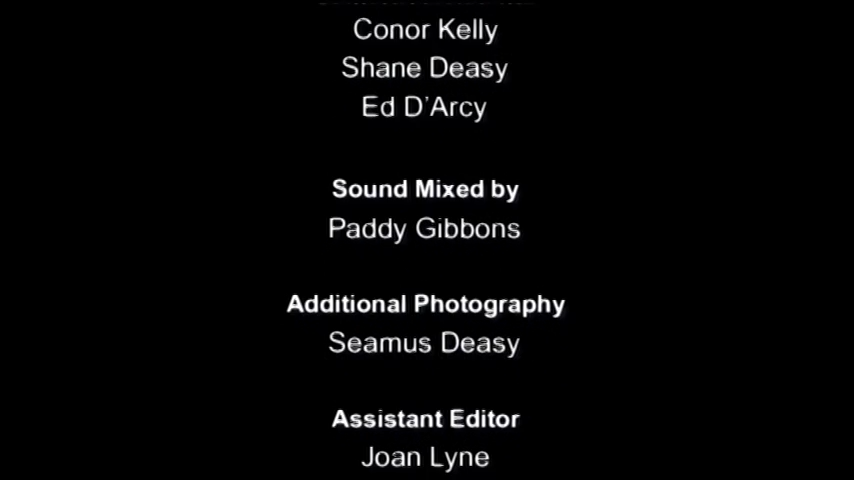 Conor Kelly
Shane Deasy
Ed D’Arcy
Sound Mixed by
Paddy Gibbons
Additional Photography
Seamus Deasy
Assistant Editor
Joan Lyne